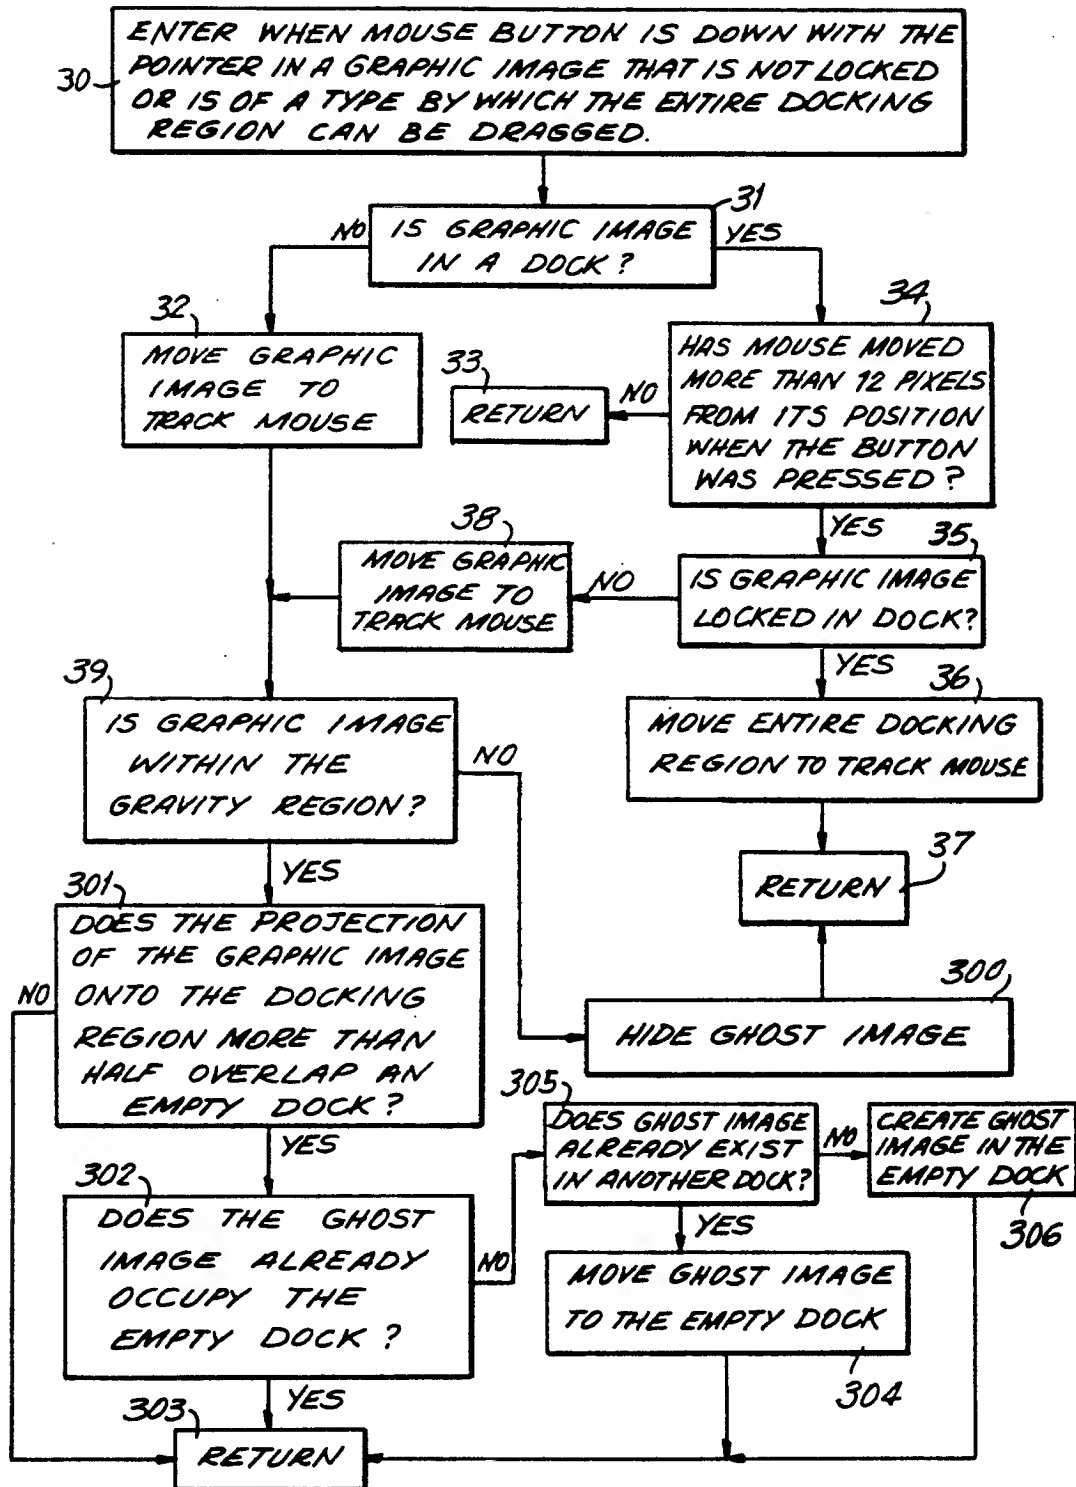 ENTER WHEN MOUSE BUTTON IS DOWN WITH THE
30 POINTER IN A GRAPHIC IMAGE THAT IS NOT LOCKED
OR IS OF A TYPE BY WHICH THE ENTIRE DOCKING
REGION CAN BE DRAGGED.
31
NO
IS GRAPHIC IMAGE
IN A DOCK?
YES
32
MOVE GRAPHIC
IMAGE TO
TRACK MOUSE
34
HAS MOUSE MOVED
MORE THAN 12 PIXELS
FROM ITS POSITION
WHEN THE BUTTON
WAS PRESSED?
NO
33
RETURN
YES
35
IS GRAPHIC IMAGE
LOCKED IN DOCK?
NO
38
MOVE GRAPHIC
IMAGE TO
TRACK MOUSE
YES
36
MOVE ENTIRE DOCKING
REGION TO TRACK MOUSE
37
RETURN
39
IS GRAPHIC IMAGE
WITHIN THE
GRAVITY REGION?
NO
300
HIDE GHOST IMAGE
YES
301
DOES THE PROJECTION
OF THE GRAPHIC IMAGE
ONTO THE DOCKING
REGION MORE THAN
HALF OVERLAP AN
EMPTY DOCK?
NO
YES
302
DOES THE GHOST
IMAGE ALREADY
OCCUPY THE
EMPTY DOCK?
NO
305
DOES GHOST IMAGE
ALREADY EXIST
IN ANOTHER DOCK?
NO
CREATE GHOST
IMAGE IN THE
EMPTY DOCK
306
YES
MOVE GHOST IMAGE
TO THE EMPTY DOCK
304
YES
303
RETURN